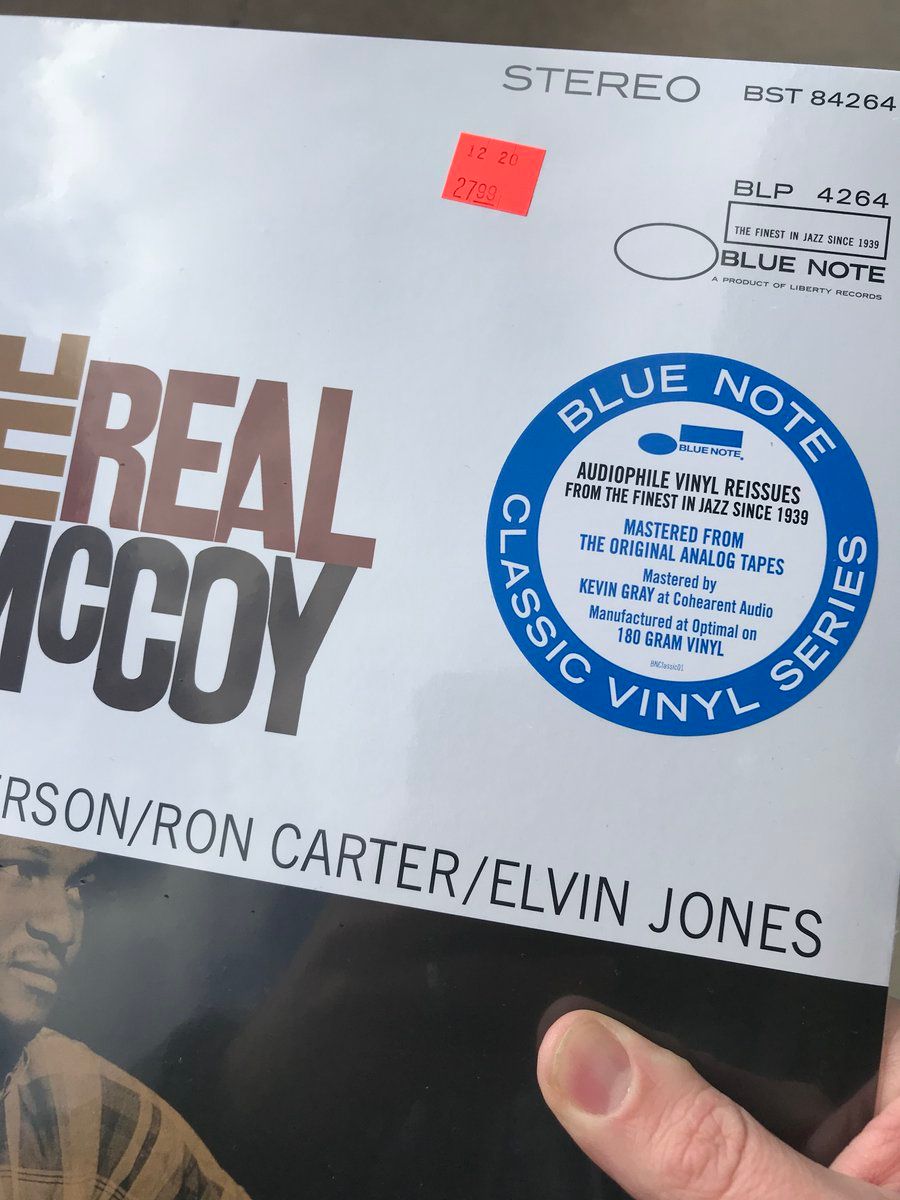 STEREO BST 84264
12 20
27.99
BLP 4264
THE FINEST IN JAZZ SINCE 1939
BLUE NOTE
A PRODUCT OF LIBERTY RECORDS
THE REAL
McCOY
BLUE NOTE
BLUE NOTE
AUDIOPHILE VINYL REISSUES
FROM THE FINEST IN JAZZ SINCE 1939
MASTERED FROM
THE ORIGINAL ANALOG TAPES
Mastered by
KEVIN GRAY at Cohearent Audio
Manufactured at Optimal on
180 GRAM VINYL
BNClassic01
CLASSIC VINYL SERIES
ERSON/RON CARTER/ELVIN JONES